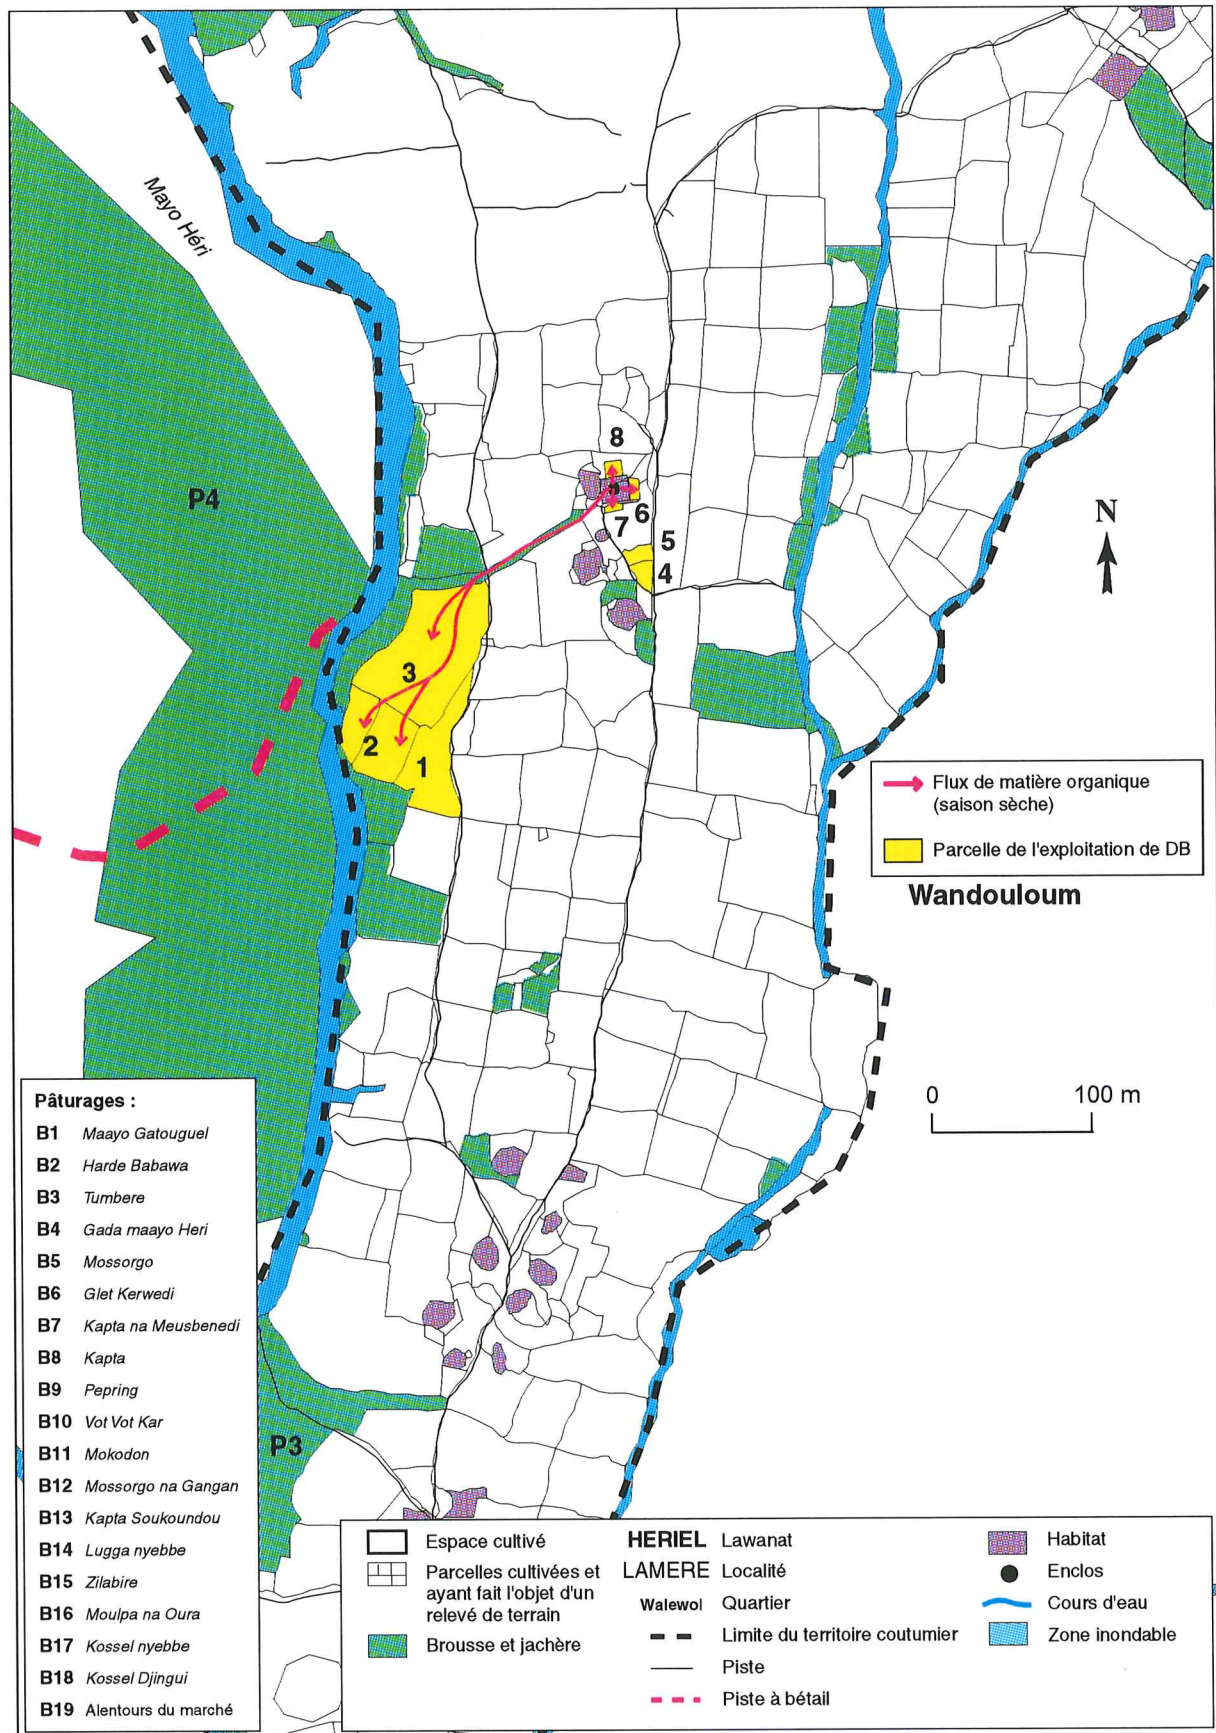 Mayo Héri
P4
8
6
7
5
4
N
3
2
1
Flux de matière organique
(saison sèche)
Parcelle de l'exploitation de DB
Wandouloum
0 100 m
Pâturages :
B1 Maayo Gatouguel
B2 Harde Babawa
B3 Tumbere
B4 Gada maayo Heri
B5 Mossorgo
B6 Glet Kerwedi
B7 Kapta na Meusbenedi
B8 Kapta
B9 Pepring
B10 Vot Vot Kar
B11 Mokodon
B12 Mossorgo na Gangan
B13 Kapta Soukoundou
B14 Lugga nyebbe
B15 Zilabire
B16 Moulpa na Oura
B17 Kossel nyebbe
B18 Kossel Djingui
B19 Alentours du marché
P3
Espace cultivé
Parcelles cultivées et
ayant fait l'objet d'un
relevé de terrain
Brousse et jachère
HERIEL Lawanat
LAMERE Localité
Walewol Quartier
Limite du territoire coutumier
Piste
Piste à bétail
Habitat
Enclos
Cours d'eau
Zone inondable